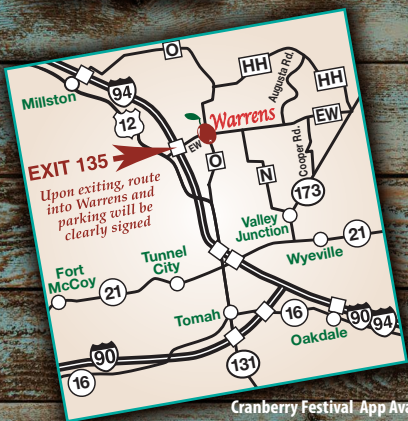 O
HH
Augusta Rd.
HH
Millston
94
12
Warrens
EW
EW
EXIT 135
O
Cooper Rd.
N
173
Upon exiting, route
into Warrens and
parking will be
clearly signed
Valley
Junction
21
Wyeville
Tunnel
City
Fort
McCoy
21
Tomah
16
90
94
Oakdale
90
16
131
Cranberry Festival App Ava